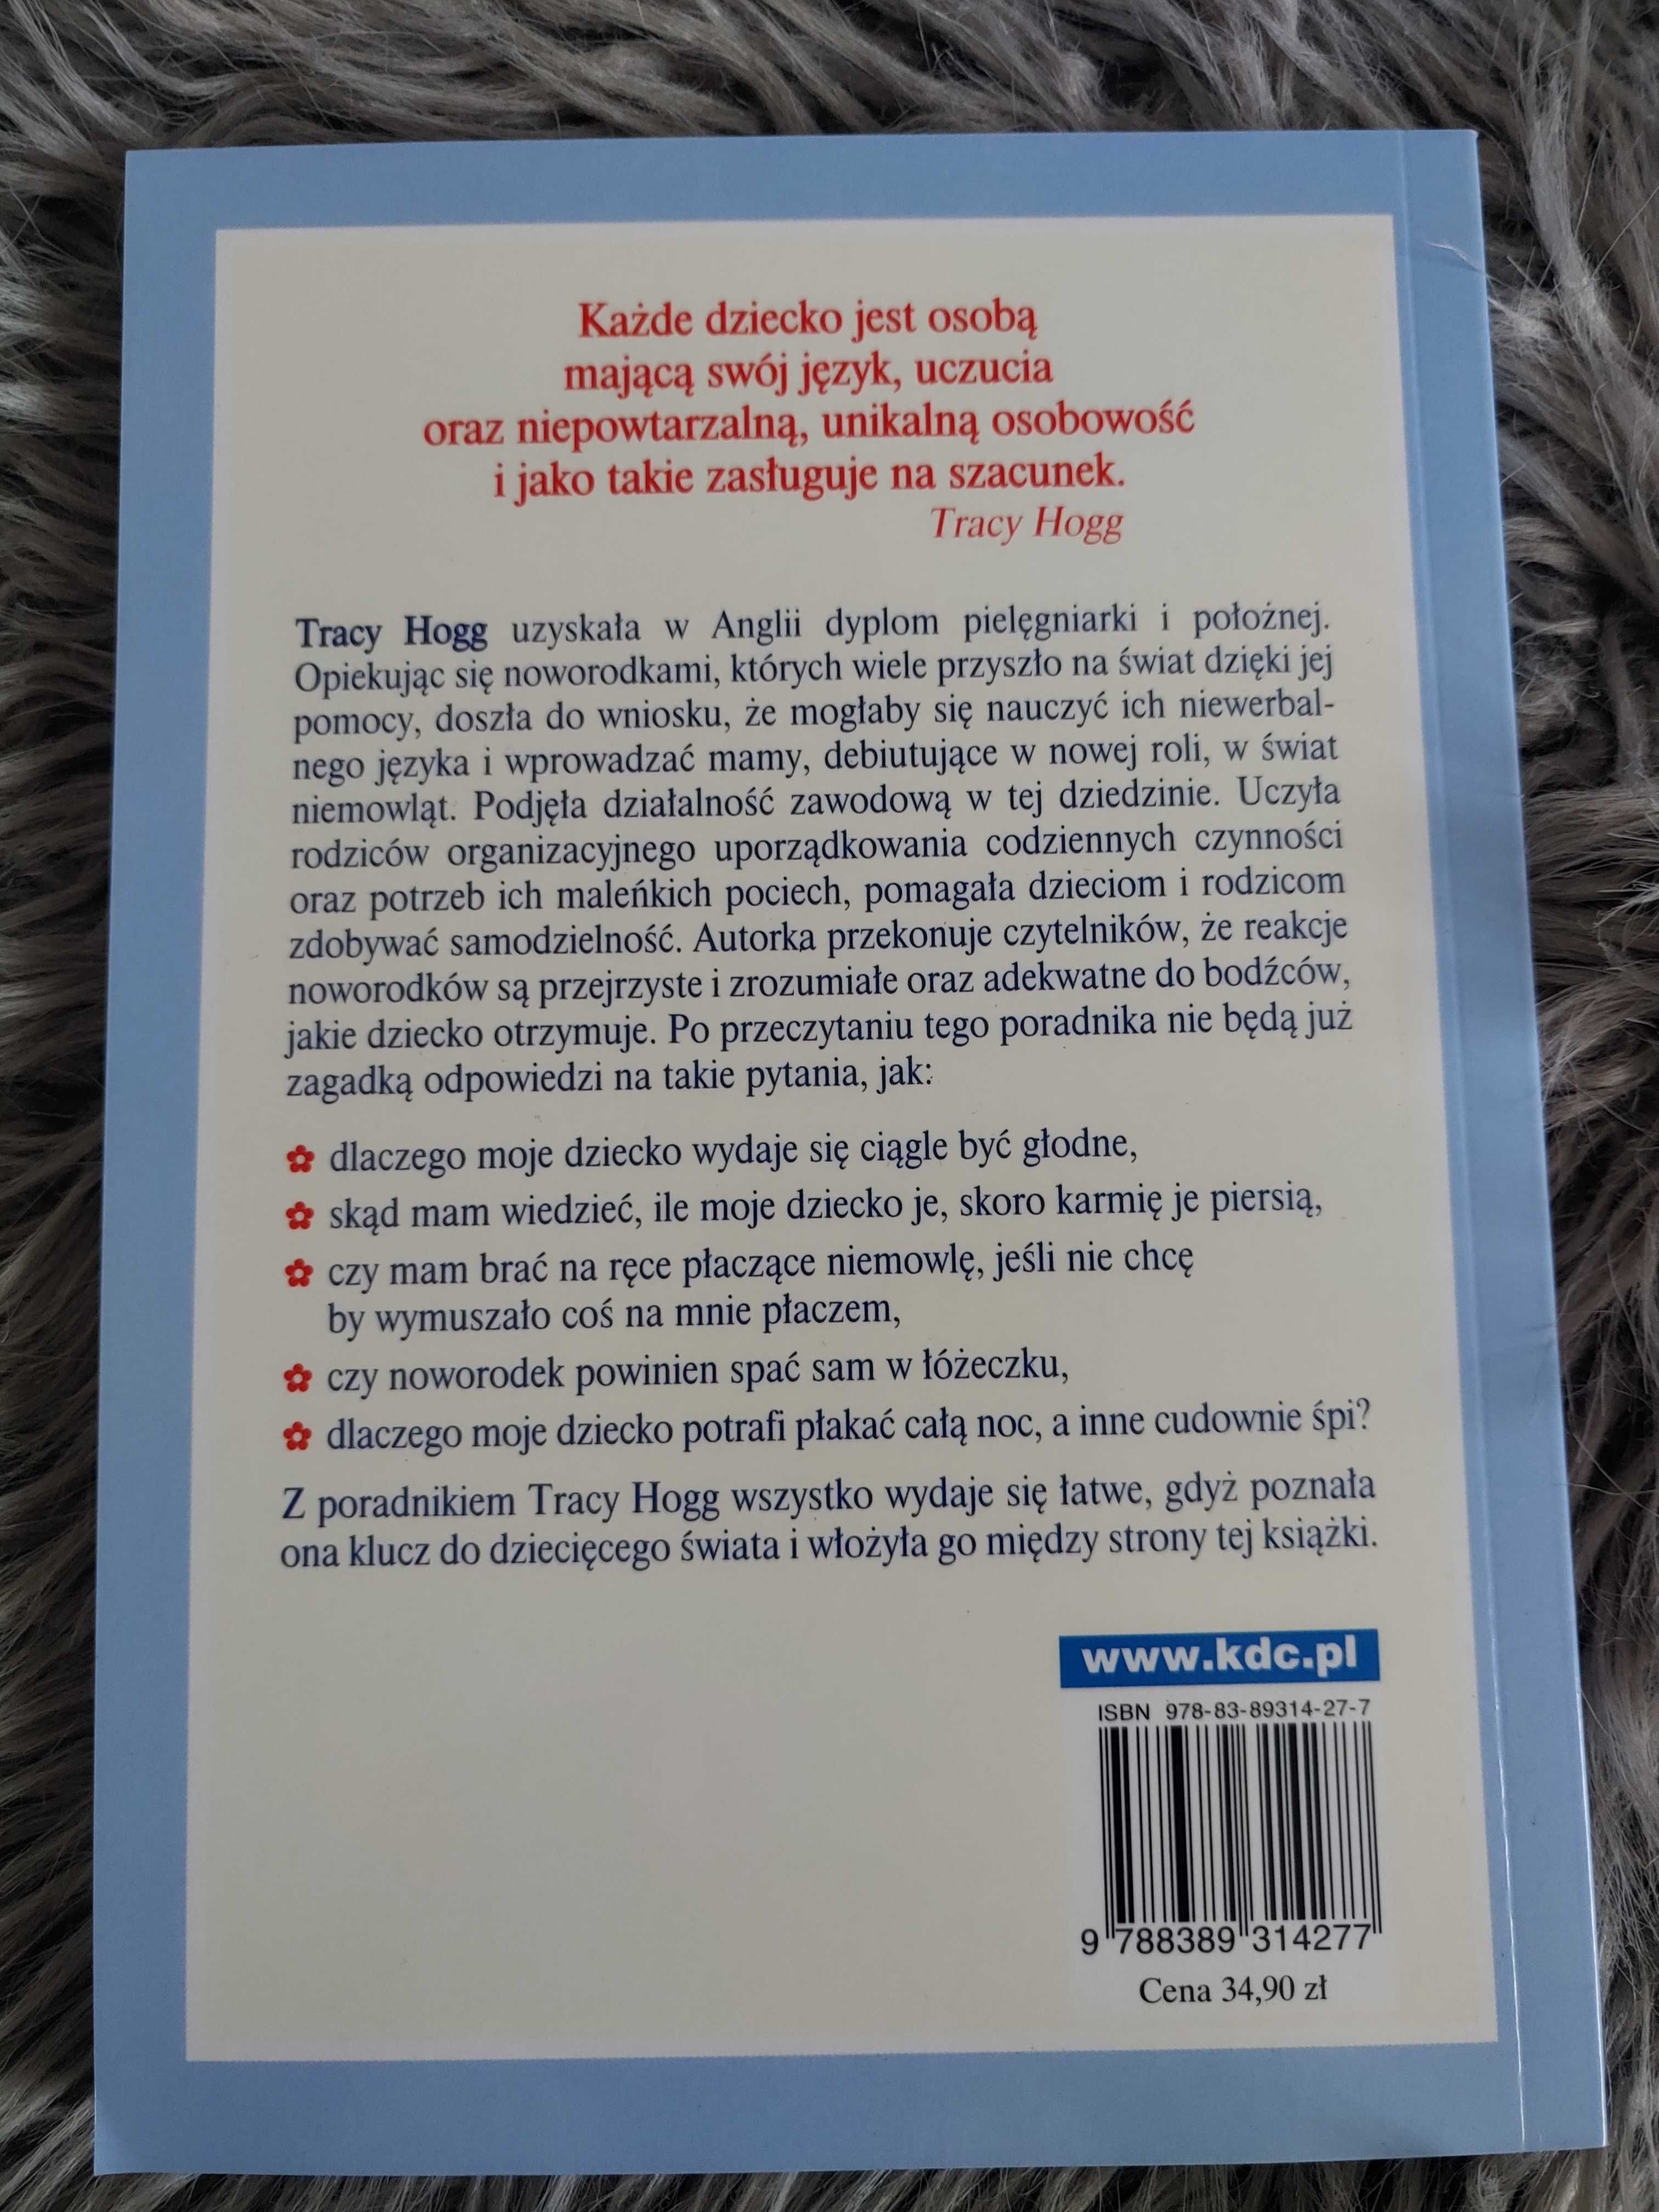 Każde dziecko jest osobą
mającą swój język, uczucia
oraz niepowtarzalną, unikalną osobowość
i jako takie zasługuje na szacunek.
Tracy Hogg
Tracy Hogg uzyskała w Anglii dyplom pielęgniarki i położnej.
Opiekując się noworodkami, których wiele przyszło na świat dzięki jej
pomocy, doszła do wniosku, że mogłaby się nauczyć ich niewerbal-
nego języka i wprowadzać mamy, debiutujące w nowej roli, w świat
niemowląt. Podjęła działalność zawodową w tej dziedzinie. Uczyła
rodziców organizacyjnego uporządkowania codziennych czynności
oraz potrzeb ich maleńkich pociech, pomagała dzieciom i rodzicom
zdobywać samodzielność. Autorka przekonuje czytelników, że reakcje
noworodków są przejrzyste i zrozumiałe oraz adekwatne do bodźców,
jakie dziecko otrzymuje. Po przeczytaniu tego poradnika nie będą już
zagadką odpowiedzi na takie pytania, jak:
✿ dlaczego moje dziecko wydaje się ciągle być głodne,
✿ skąd mam wiedzieć, ile moje dziecko je, skoro karmię je piersią,
✿ czy mam brać na ręce płaczące niemowlę, jeśli nie chcę
by wymuszało coś na mnie płaczem,
✿ czy noworodek powinien spać sam w łóżeczku,
✿ dlaczego moje dziecko potrafi płakać całą noc, a inne cudownie śpi?
Z poradnikiem Tracy Hogg wszystko wydaje się łatwe, gdyż poznała
ona klucz do dziecięcego świata i włożyła go między strony tej książki.
www.kdc.pl
ISBN 978-83-89314-27-7
9 788389 314277
Cena 34,90 zł